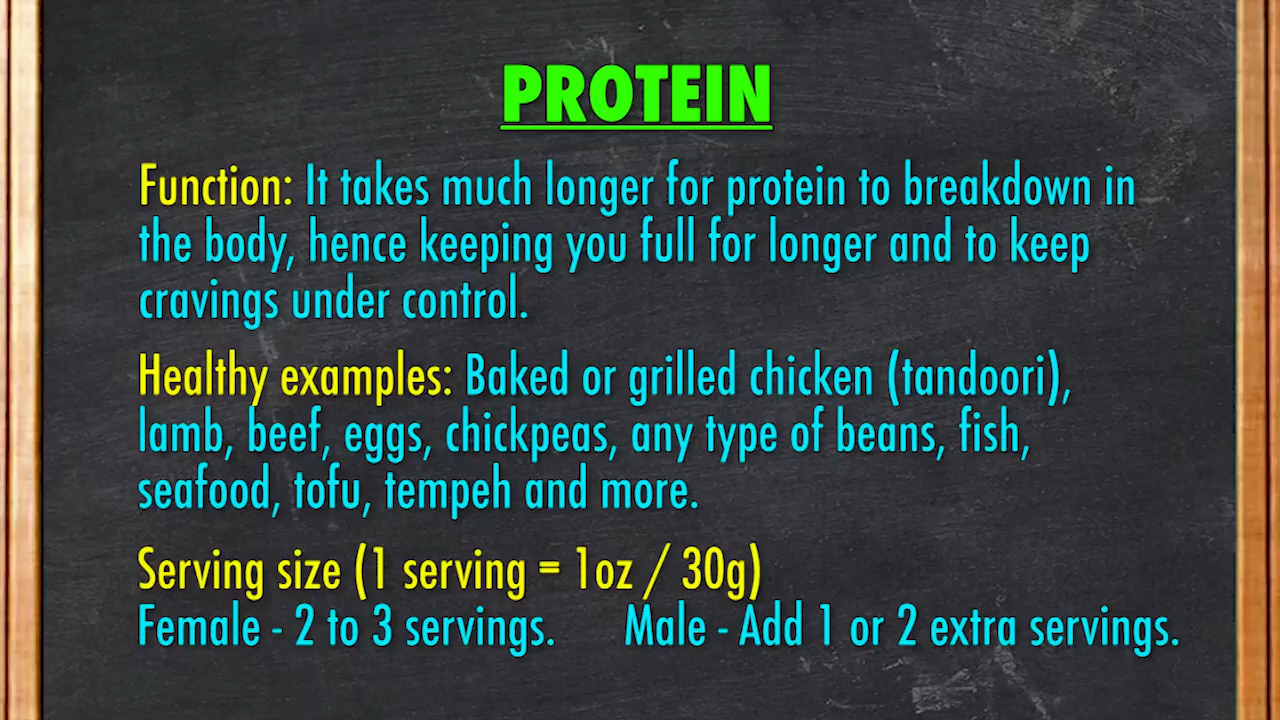 PROTEIN
Function: It takes much longer for protein to breakdown in
the body, hence keeping you full for longer and to keep
cravings under control.
Healthy examples: Baked or grilled chicken (tandoori),
lamb, beef, eggs, chickpeas, any type of beans, fish,
seafood, tofu, tempeh and more.
Serving size (1 serving = 1oz / 30g)
Female - 2 to 3 servings. Male - Add 1 or 2 extra servings.